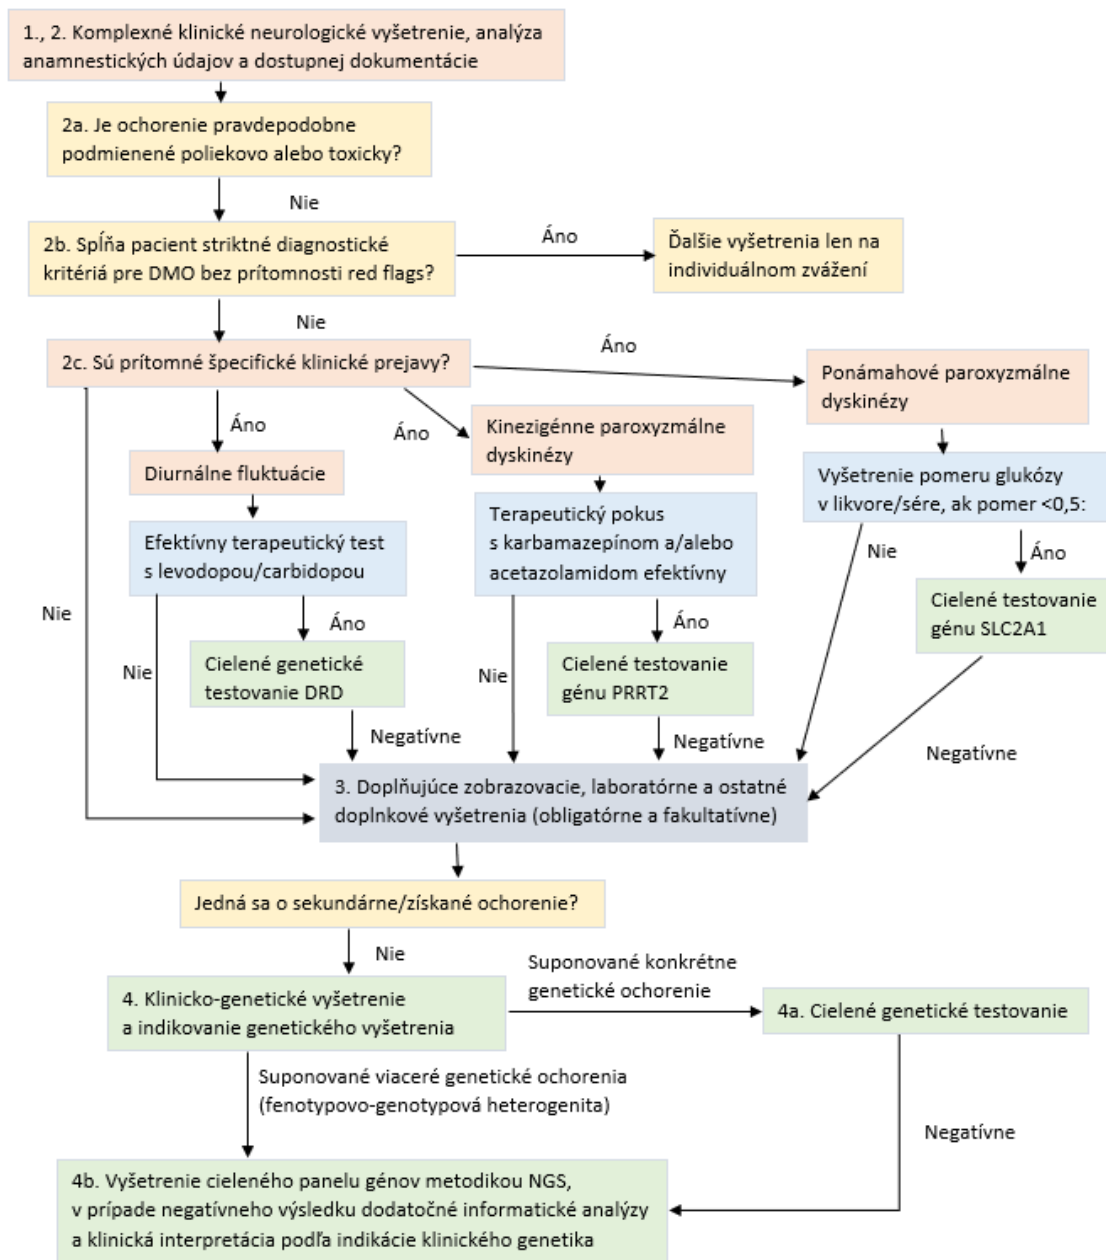 1., 2. Komplexné klinické neurologické vyšetrenie, analýza
anamnestických údajov a dostupnej dokumentácie
2a. Je ochorenie pravdepodobne
podmienené poliekovo alebo toxicky?
Nie
2b. Spĺňa pacient striktné diagnostické
kritériá pre DMO bez prítomnosti red flags?
Áno
Ďalšie vyšetrenia len na
individuálnom zvážení
Nie
2c. Sú prítomné špecifické klinické prejavy?
Áno
Ponámahové paroxyzmálne
dyskinézy
Áno
Áno
Kinezigénne paroxyzmálne
dyskinézy
Diurnálne fluktuácie
Vyšetrenie pomeru glukózy
v likvore/sére, ak pomer <0,5:
Efektívny terapeutický test
s levodopou/carbidopou
Terapeutický pokus
s karbamazepínom a/alebo
acetazolamidom efektívny
Nie
Áno
Nie
Áno
Áno
Cielené testovanie
génu SLC2A1
Nie
Cielené genetické
testovanie DRD
Nie
Cielené testovanie
génu PRRT2
Negatívne
Negatívne
Negatívne
3. Doplňujúce zobrazovacie, laboratórne a ostatné
doplnkové vyšetrenia (obligatórne a fakultatívne)
Jedná sa o sekundárne/získané ochorenie?
Nie
Suponované konkrétne
genetické ochorenie
4. Klinicko-genetické vyšetrenie
a indikovanie genetického vyšetrenia
4a. Cielené genetické testovanie
Suponované viaceré genetické ochorenia
(fenotypovo-genotypová heterogenita)
Negatívne
4b. Vyšetrenie cieleného panelu génov metodikou NGS,
v prípade negatívneho výsledku dodatočné informatické analýzy
a klinická interpretácia podľa indikácie klinického genetika